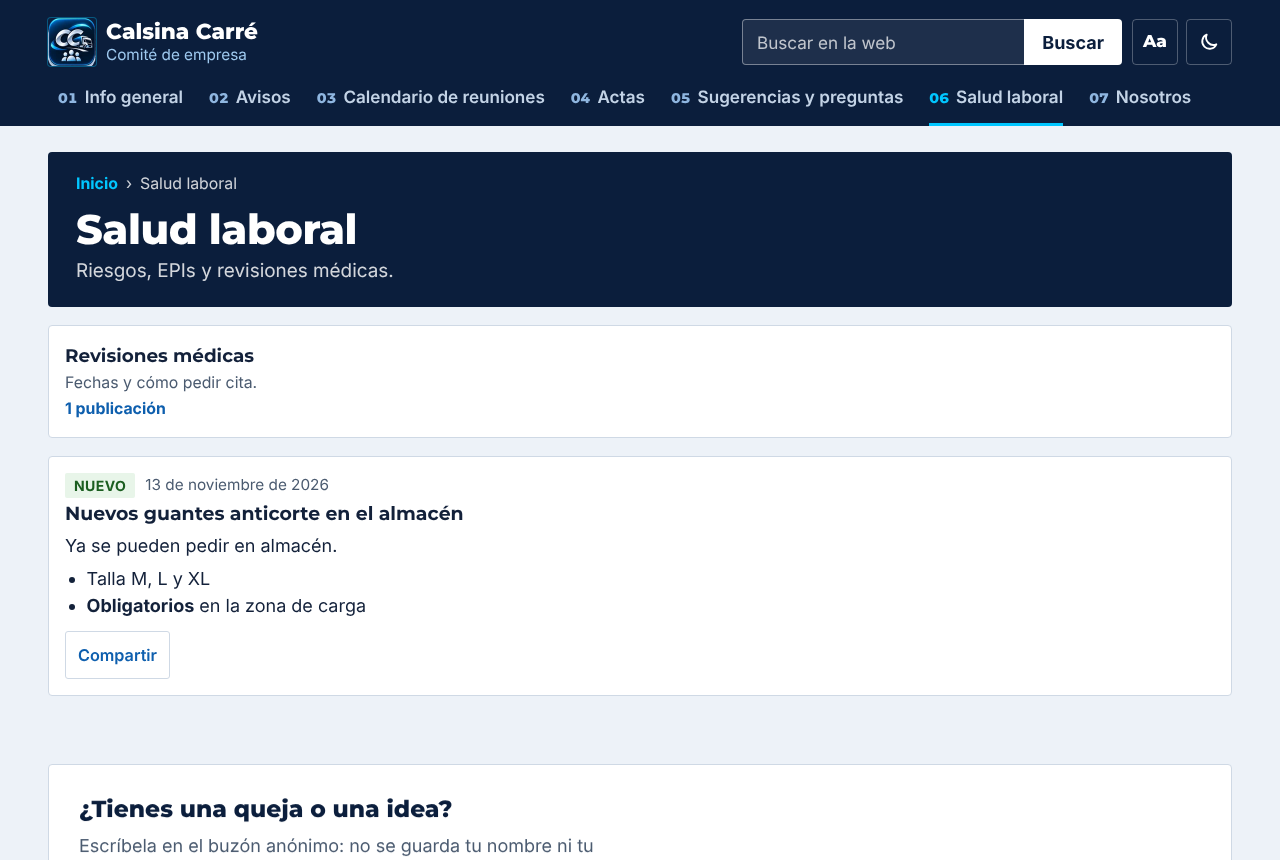 Calsina Carré
Comité de empresa
Buscar en la web
Buscar
Aa
01 Info general
02 Avisos
03 Calendario de reuniones
04 Actas
05 Sugerencias y preguntas
06 Salud laboral
07 Nosotros
Inicio › Salud laboral
Salud laboral
Riesgos, EPIs y revisiones médicas.
Revisiones médicas
Fechas y cómo pedir cita.
1 publicación
NUEVO 13 de noviembre de 2026
Nuevos guantes anticorte en el almacén
Ya se pueden pedir en almacén.
• Talla M, L y XL
• Obligatorios en la zona de carga
Compartir
¿Tienes una queja o una idea?
Escríbela en el buzón anónimo: no se guarda tu nombre ni tu